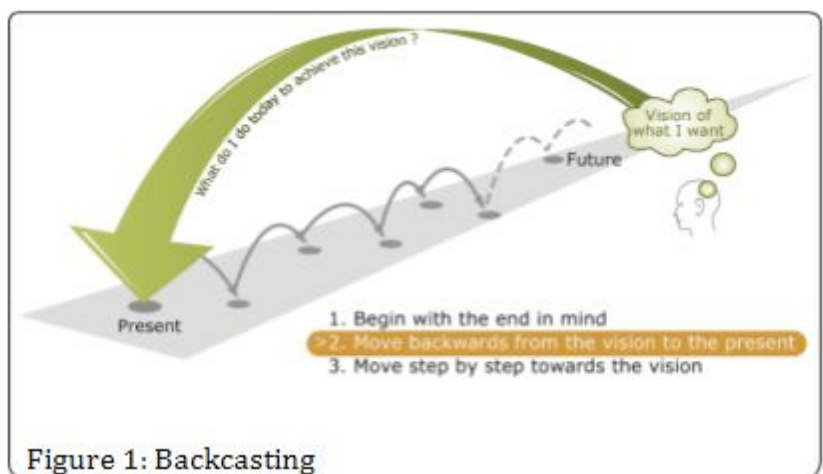 What do I do today to achieve this vision ?
Vision of
what I want
Future
Present
1. Begin with the end in mind
>2. Move backwards from the vision to the present
3. Move step by step towards the vision
Figure 1: Backcasting